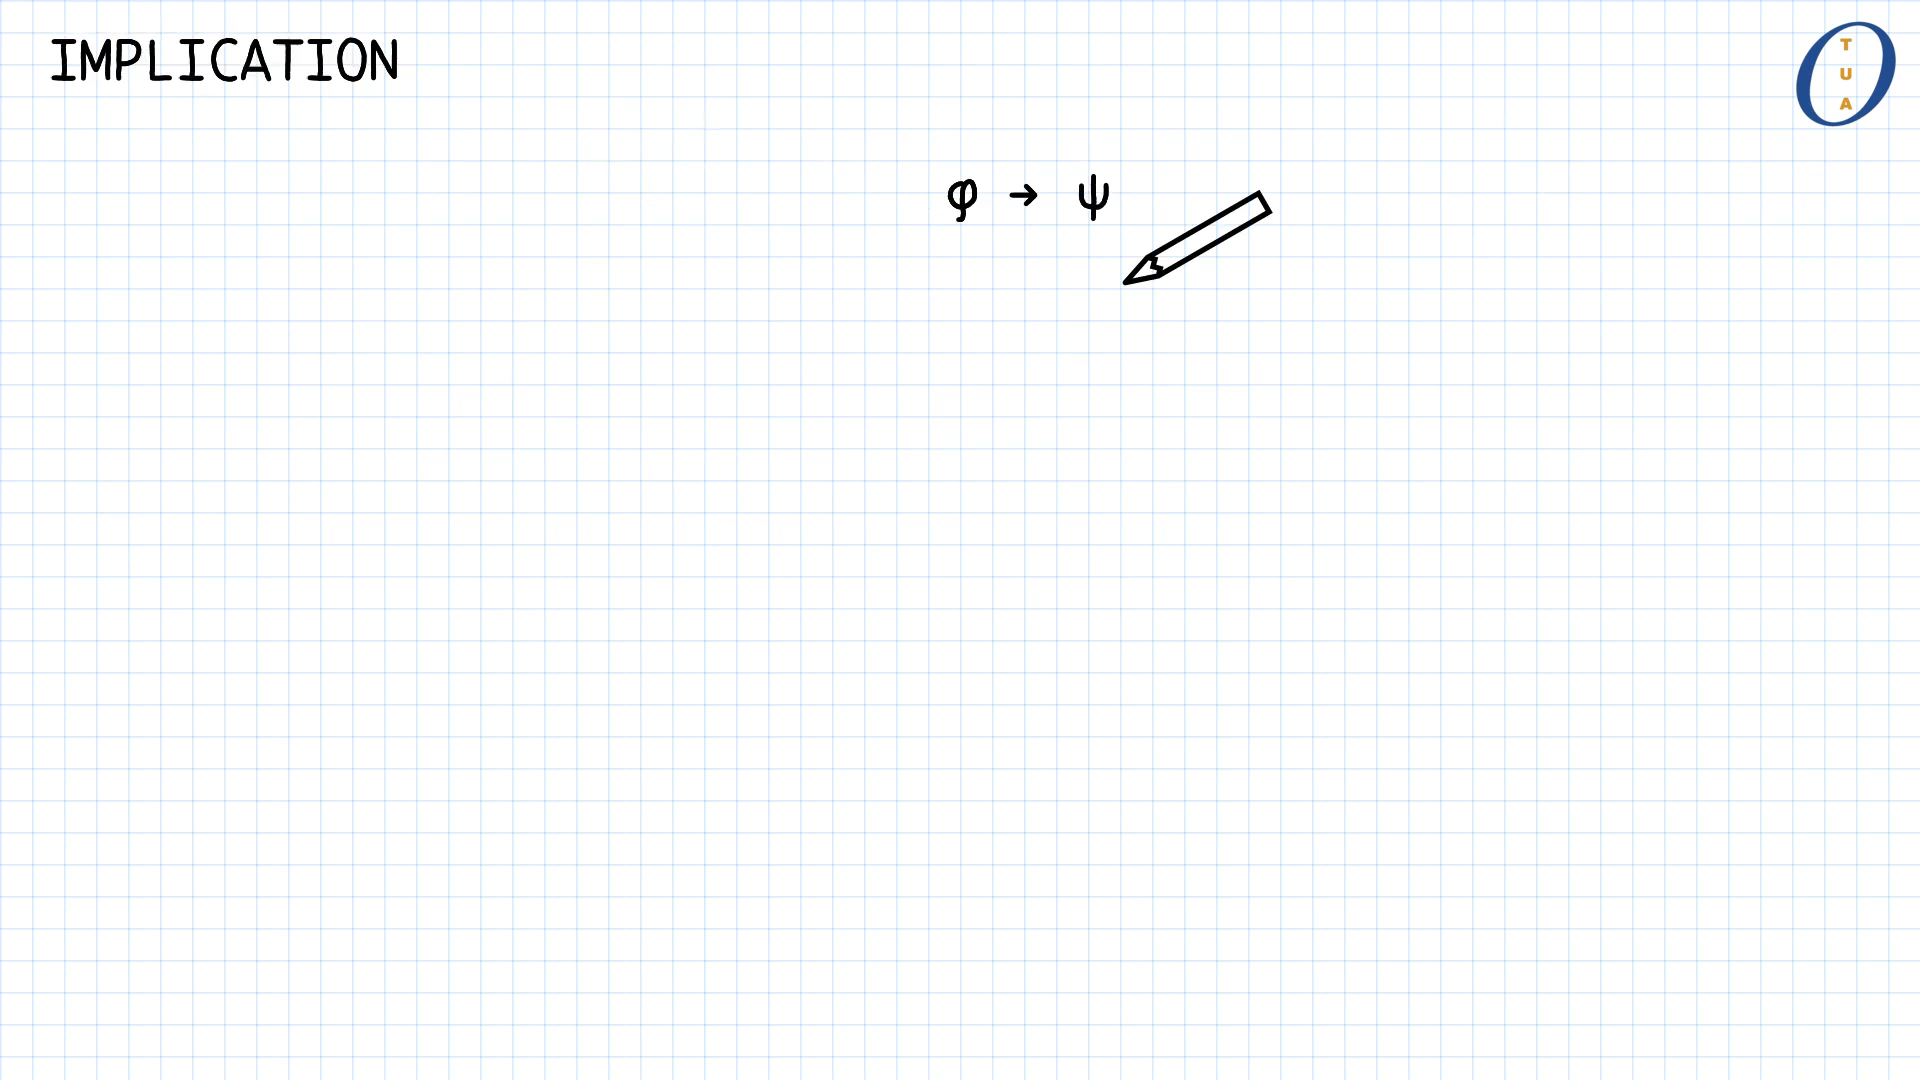 IMPLICATION
T
U
A
φ → ψ